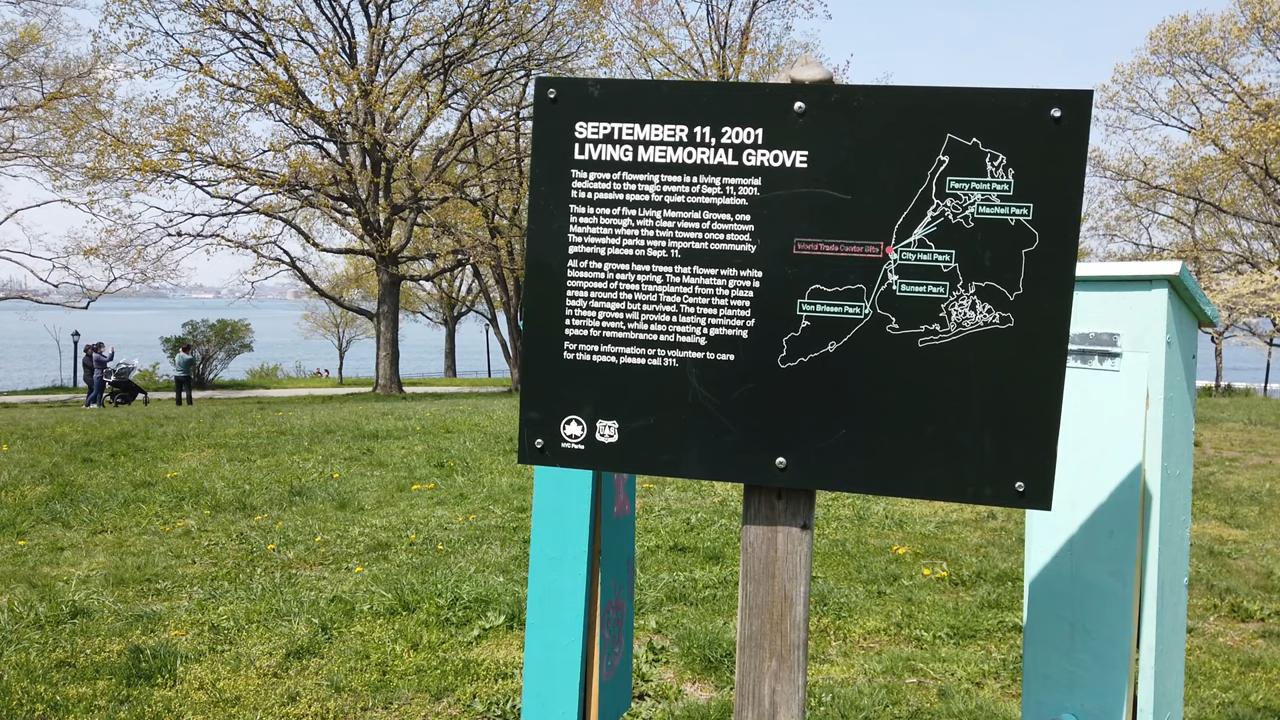 SEPTEMBER 11, 2001
LIVING MEMORIAL GROVE
This grove of flowering trees is a living memorial
dedicated to the tragic events of Sept. 11, 2001.
It is a passive space for quiet contemplation.
This is one of five Living Memorial Groves, one
in each borough, with clear views of downtown
Manhattan where the twin towers once stood.
The viewshed parks were important community
gathering places on Sept. 11.
All of the groves have trees that flower with white
blossoms in early spring. The Manhattan grove is
composed of trees transplanted from the plaza
areas around the World Trade Center that were
badly damaged but survived. The trees planted
in these groves will provide a lasting reminder of
a terrible event, while also creating a gathering
space for remembrance and healing.
For more information or to volunteer to care
for this space, please call 311.
NYC Parks
UAS
Ferry Point Park
MacNeil Park
World Trade Center Site
City Hall Park
Sunset Park
Von Briesen Park